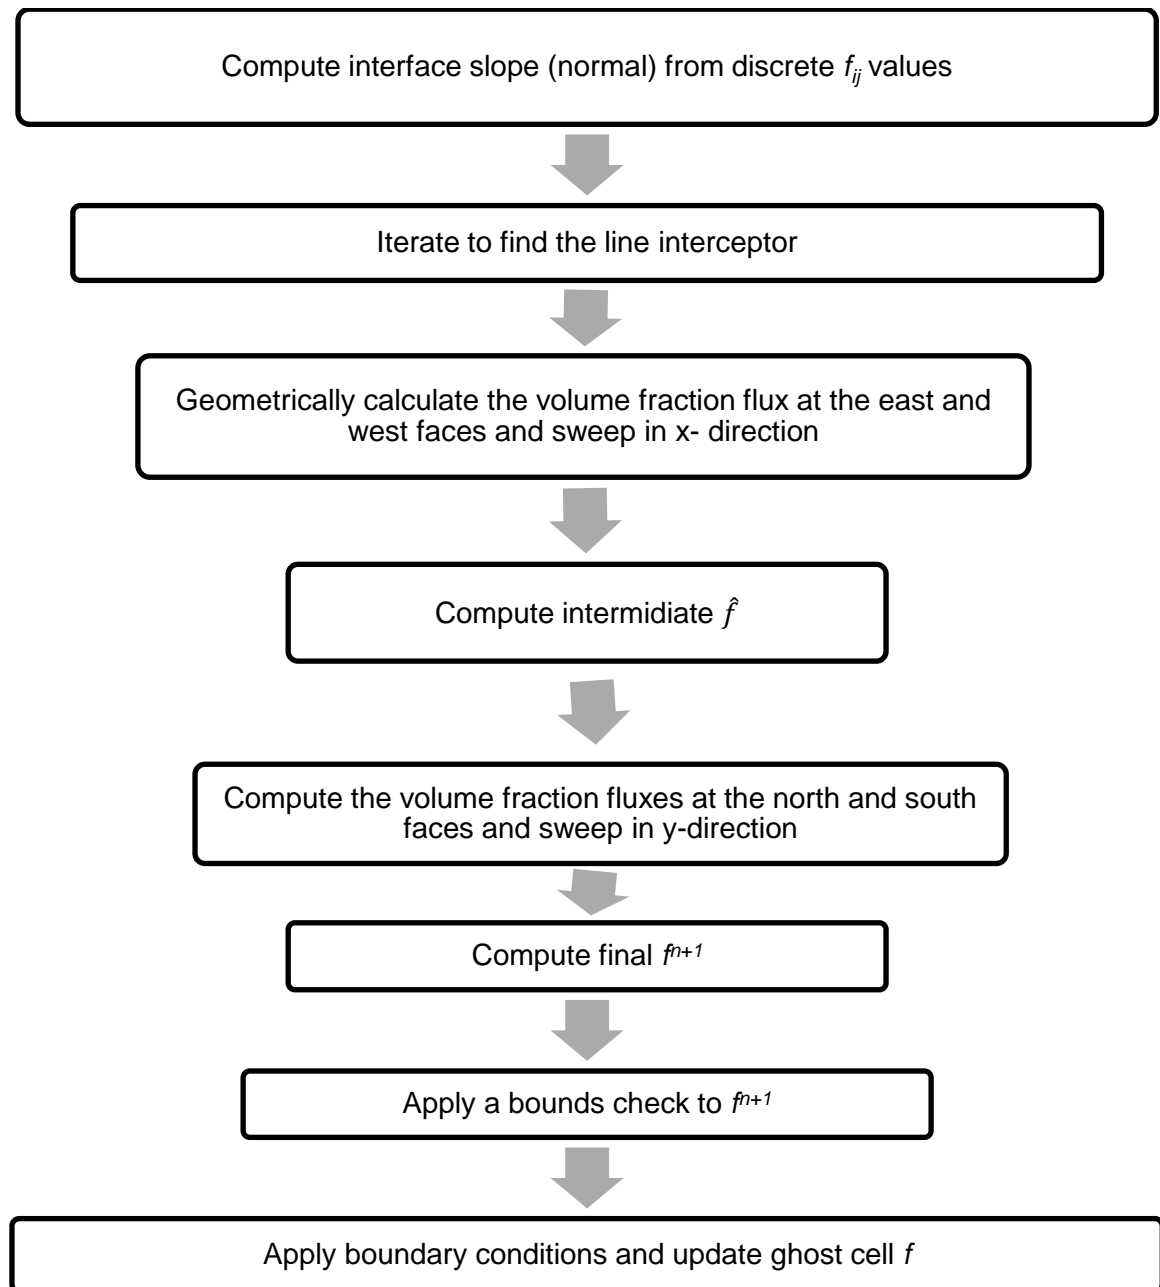 Compute interface slope (normal) from discrete fij values
Iterate to find the line interceptor
Geometrically calculate the volume fraction flux at the east and
west faces and sweep in x- direction
Compute intermidiate f̂
Compute the volume fraction fluxes at the north and south
faces and sweep in y-direction
Compute final fⁿ⁺¹
Apply a bounds check to fⁿ⁺¹
Apply boundary conditions and update ghost cell f